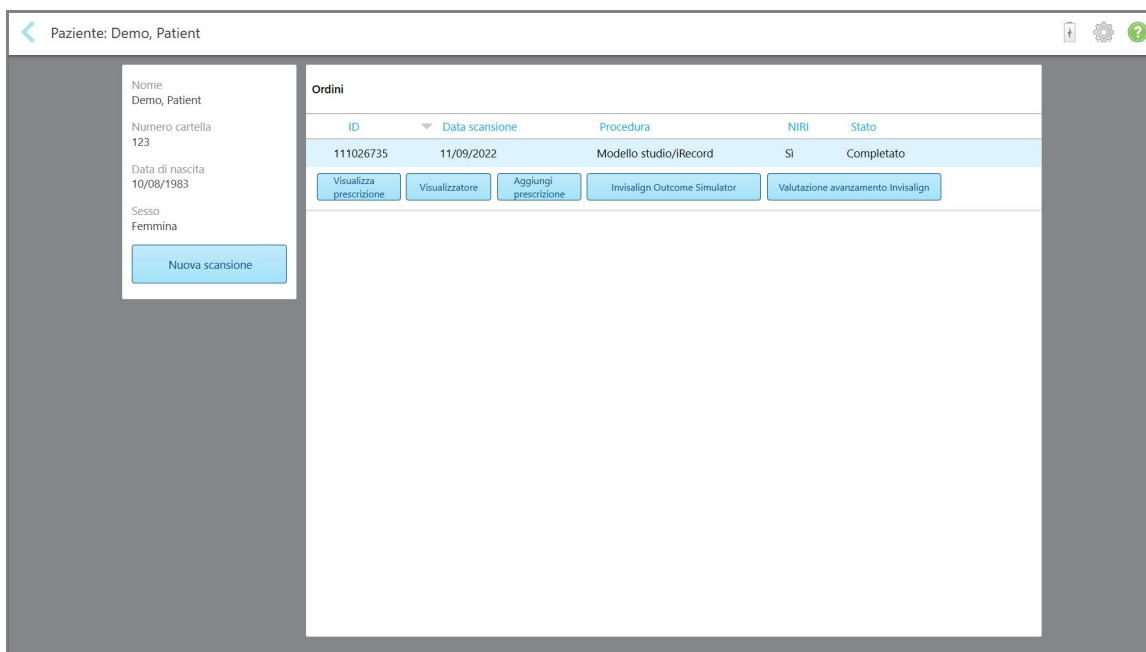 Paziente: Demo, Patient
?
Nome
Demo, Patient
Numero cartella
123
Data di nascita
10/08/1983
Sesso
Femmina
Nuova scansione
Ordini
ID Data scansione Procedura NIRI Stato
111026735 11/09/2022 Modello studio/iRecord Sì Completato
Visualizza
prescrizione
Visualizzatore
Aggiungi
prescrizione
Invisalign Outcome Simulator
Valutazione avanzamento Invisalign